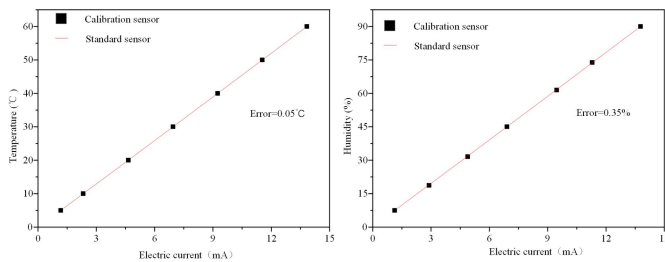 Calibration sensor
Standard sensor
Error=0.05℃
Temperature (℃)
60
50
40
30
20
10
0
0 3 6 9 12 15
Electric current（mA）
Calibration sensor
Standard sensor
Error=0.35%
Humidity (%)
90
75
60
45
30
15
0
0 3 6 9 12 1
Electric current（mA）